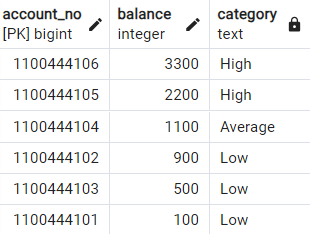 account_no balance category
[PK] bigint integer text
1100444106 3300 High
1100444105 2200 High
1100444104 1100 Average
1100444102 900 Low
1100444103 500 Low
1100444101 100 Low